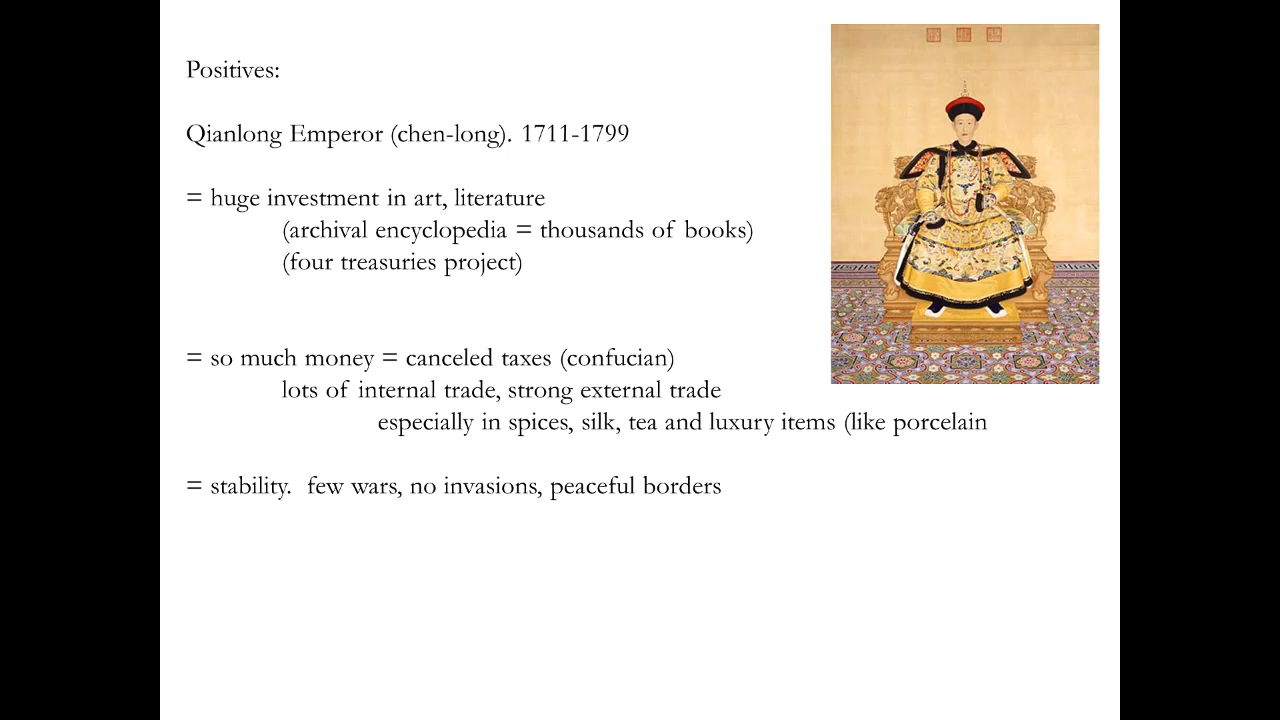 Positives:
Qianlong Emperor (chen-long). 1711-1799
= huge investment in art, literature
(archival encyclopedia = thousands of books)
(four treasuries project)
= so much money = canceled taxes (confucian)
lots of internal trade, strong external trade
especially in spices, silk, tea and luxury items (like porcelain
= stability. few wars, no invasions, peaceful borders